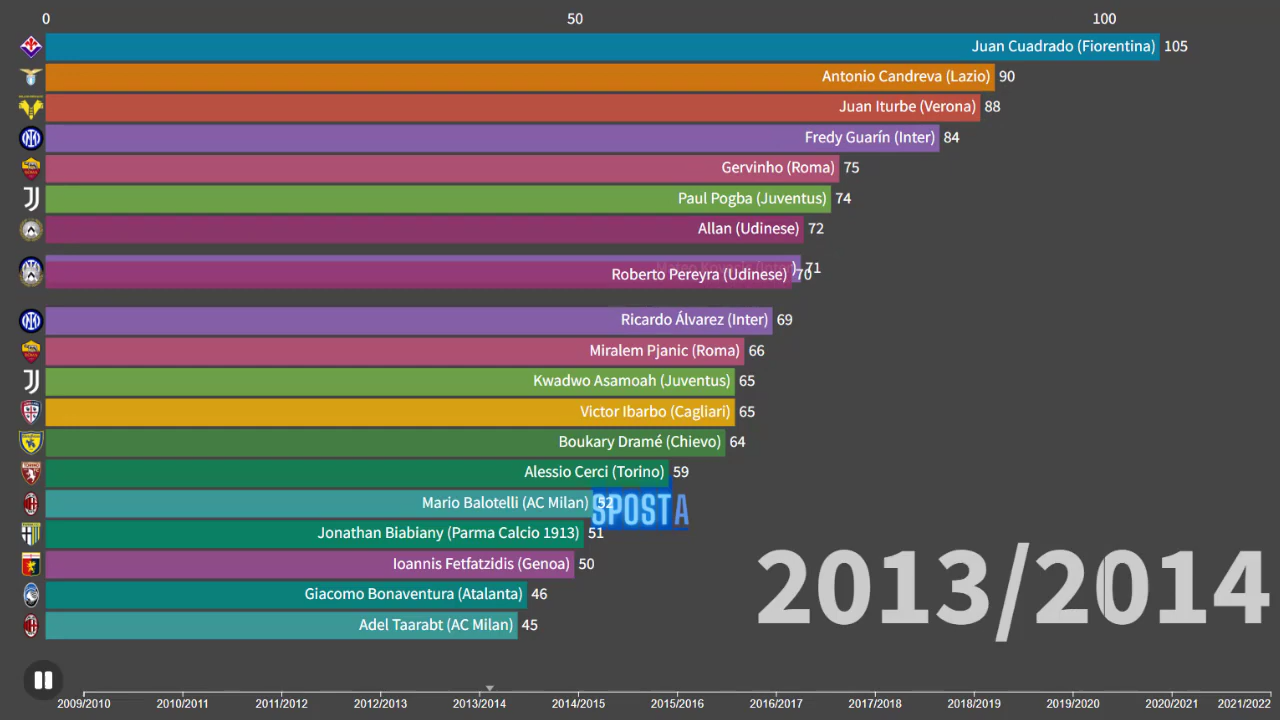 0 50 100
Juan Cuadrado (Fiorentina) 105
Antonio Candreva (Lazio) 90
Juan Iturbe (Verona) 88
Fredy Guarín (Inter) 84
Gervinho (Roma) 75
Paul Pogba (Juventus) 74
Allan (Udinese) 72
71
Roberto Pereyra (Udinese) 70
Ricardo Álvarez (Inter) 69
Miralem Pjanic (Roma) 66
Kwadwo Asamoah (Juventus) 65
Victor Ibarbo (Cagliari) 65
Boukary Dramé (Chievo) 64
Alessio Cerci (Torino) 59
Mario Balotelli (AC Milan) 52
SPOSTA
Jonathan Biabiany (Parma Calcio 1913) 51
Ioannis Fetfatzidis (Genoa) 50
Giacomo Bonaventura (Atalanta) 46
Adel Taarabt (AC Milan) 45
2013/2014
2009/2010 2010/2011 2011/2012 2012/2013 2013/2014 2014/2015 2015/2016 2016/2017 2017/2018 2018/2019 2019/2020 2020/2021 2021/2022